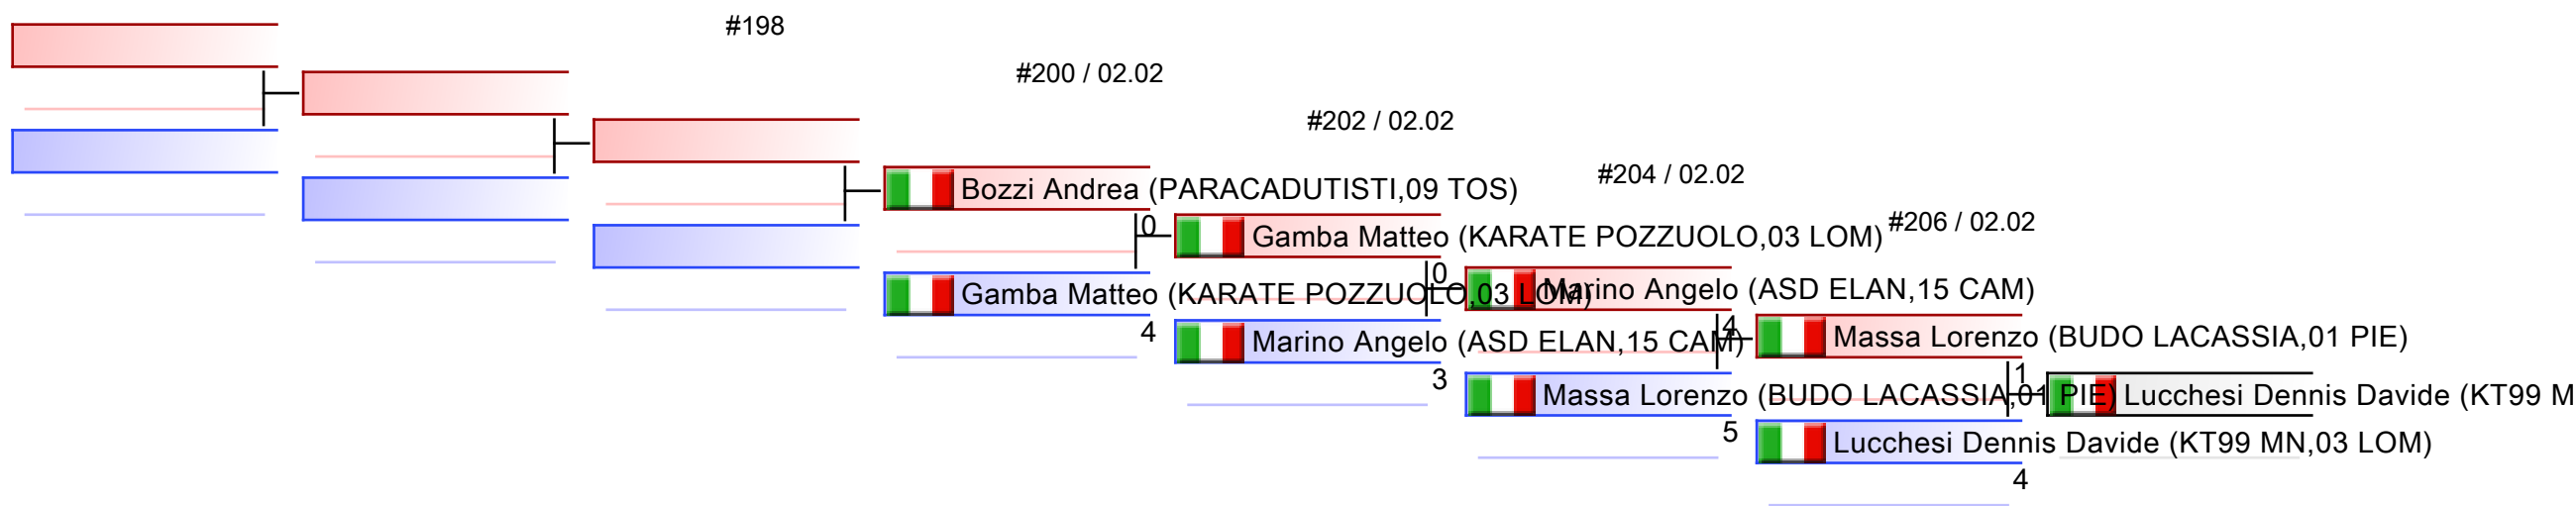 #198
#200 / 02.02
#202 / 02.02
#204 / 02.02
Bozzi Andrea (PARACADUTISTI,09 TOS)
0
#206 / 02.02
Gamba Matteo (KARATE POZZUOLO,03 LOM)
0
Marino Angelo (ASD ELAN,15 CAM)
Gamba Matteo (KARATE POZZUOLO,03 LOM)
4
4
Massa Lorenzo (BUDO LACASSIA,01 PIE)
Marino Angelo (ASD ELAN,15 CAM)
3
1
Massa Lorenzo (BUDO LACASSIA,01 PIE)
Lucchesi Dennis Davide (KT99 M
5
Lucchesi Dennis Davide (KT99 MN,03 LOM)
4